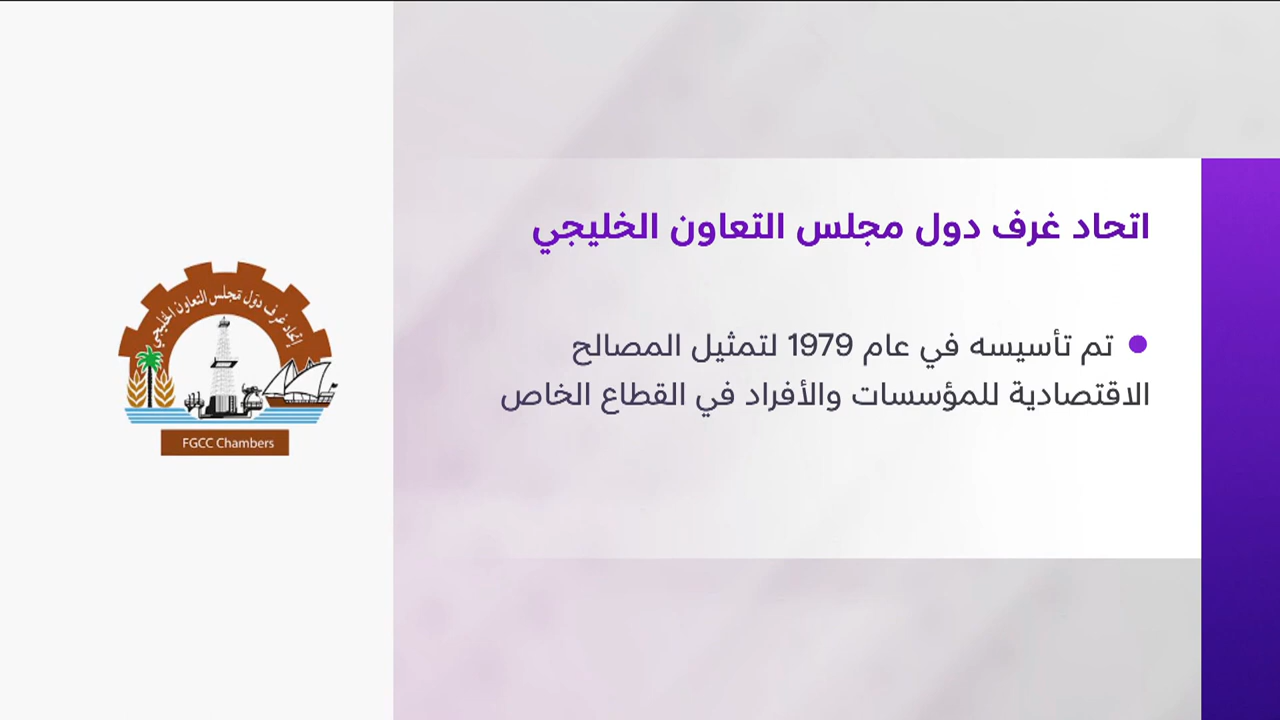 اتحاد غرف دول مجلس التعاون الخليجي
تم تأسيسه في عام 1979 لتمثيل المصالح
الاقتصادية للمؤسسات والأفراد في القطاع الخاص
إتحاد غرف دول مجلس التعاون الخليجي
FGCC Chambers